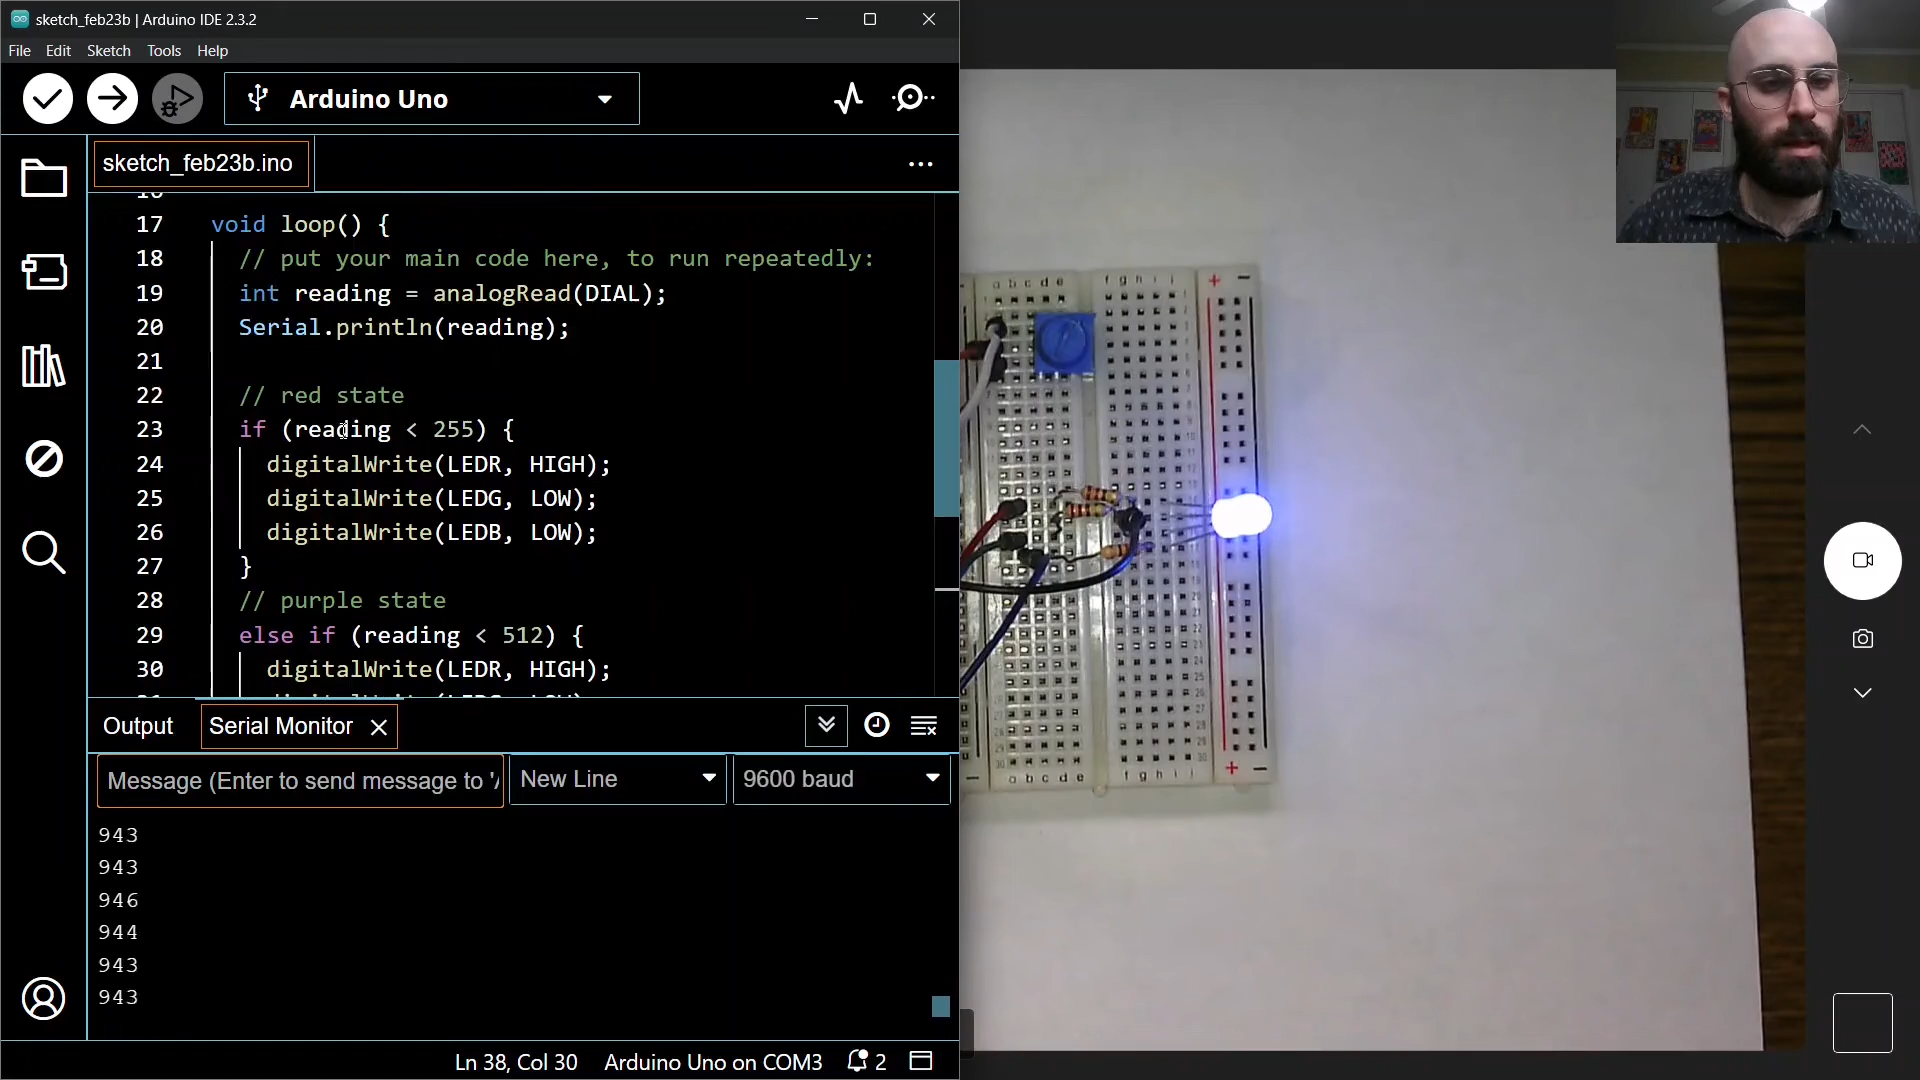 sketch_feb23b | Arduino IDE 2.3.2
File Edit Sketch Tools Help
Arduino Uno
sketch_feb23b.ino
17 void loop() {
18 // put your main code here, to run repeatedly:
19 int reading = analogRead(DIAL);
20 Serial.println(reading);
21
22 // red state
23 if (reading < 255) {
24 digitalWrite(LEDR, HIGH);
25 digitalWrite(LEDG, LOW);
26 digitalWrite(LEDB, LOW);
27 }
28 // purple state
29 else if (reading < 512) {
30 digitalWrite(LEDR, HIGH);
Output Serial Monitor
Message (Enter to send message to 'A
New Line
9600 baud
943
943
946
944
943
943
Ln 38, Col 30 Arduino Uno on COM3 2
a b c d e f g h i j + -
a b c d e f g h i j + -